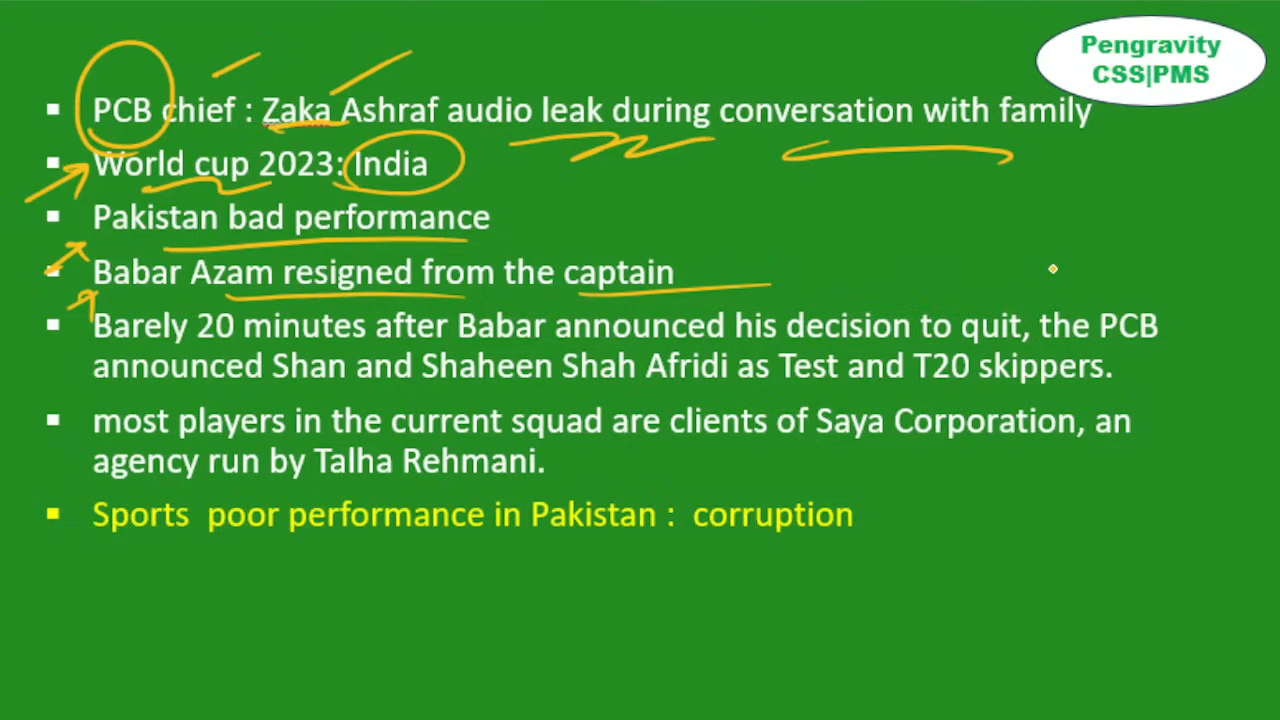 Pengravity
CSS|PMS
▪ PCB chief : Zaka Ashraf audio leak during conversation with family
▪ World cup 2023: India
▪ Pakistan bad performance
▪ Babar Azam resigned from the captain
▪ Barely 20 minutes after Babar announced his decision to quit, the PCB
announced Shan and Shaheen Shah Afridi as Test and T20 skippers.
▪ most players in the current squad are clients of Saya Corporation, an
agency run by Talha Rehmani.
▪ Sports poor performance in Pakistan : corruption